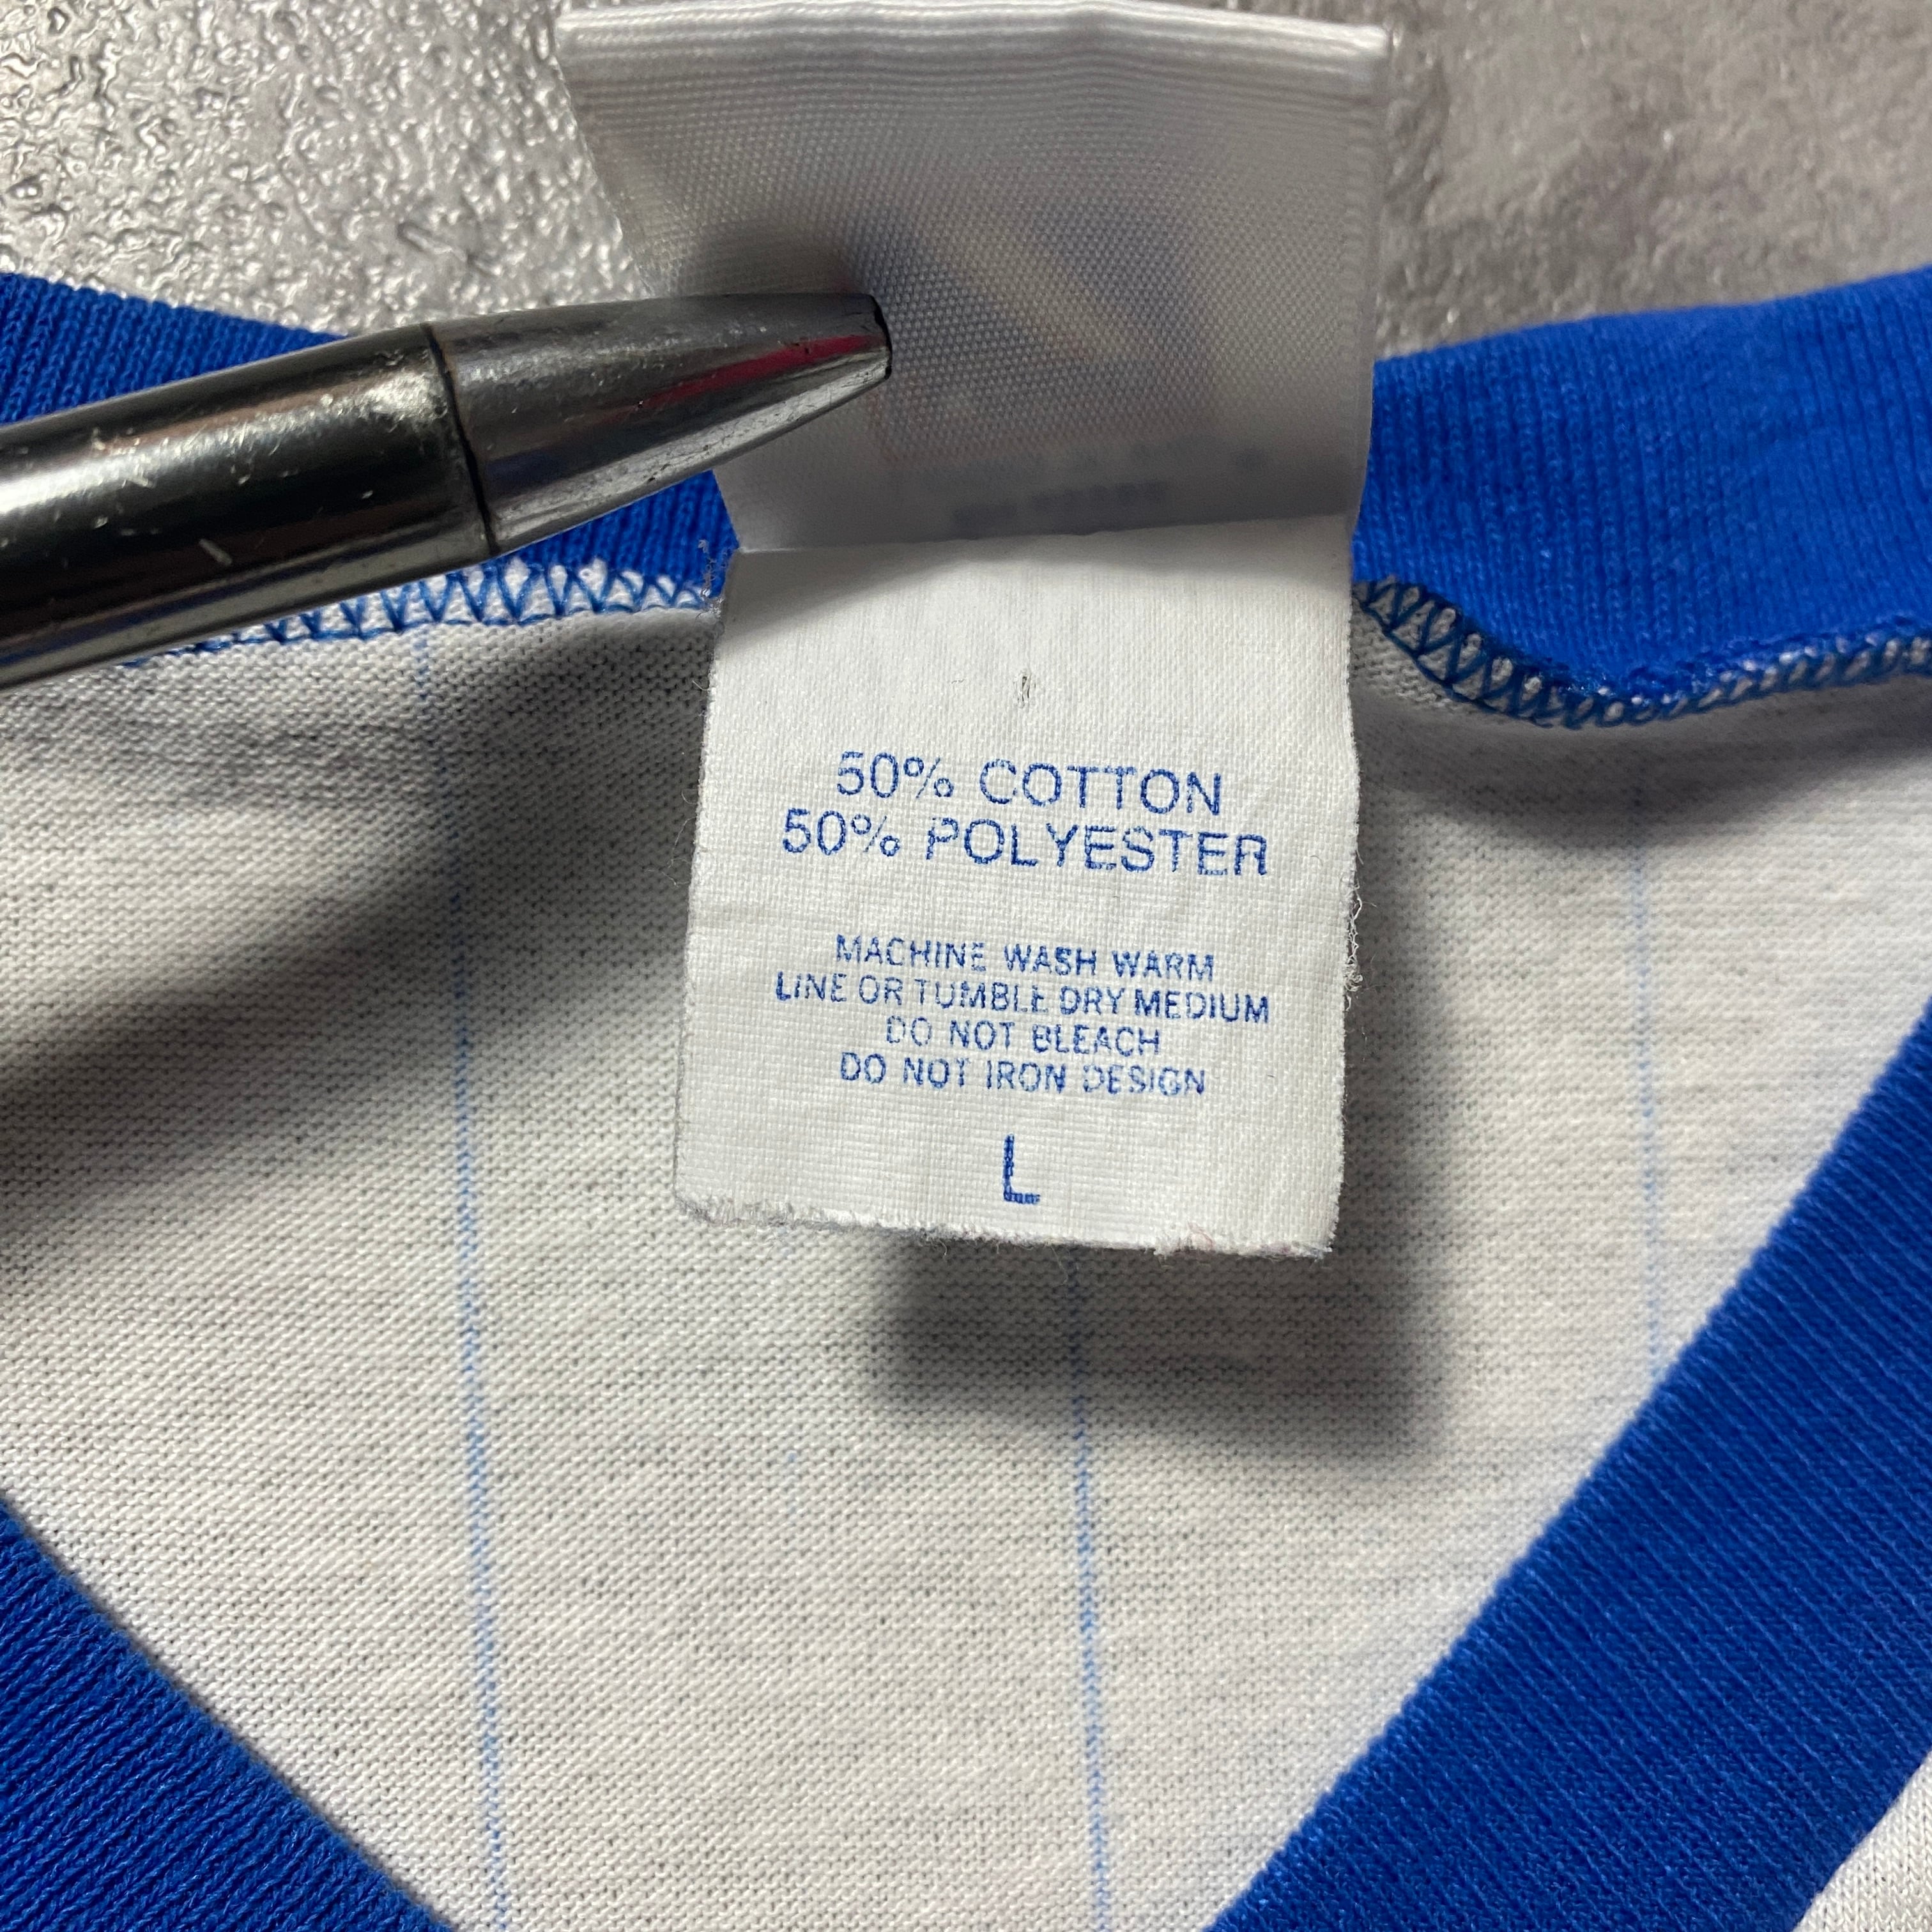 50% COTTON
50% POLYESTER
MACHINE WASH WARM
LINE OR TUMBLE DRY MEDIUM
DO NOT BLEACH
DO NOT IRON DESIGN
L